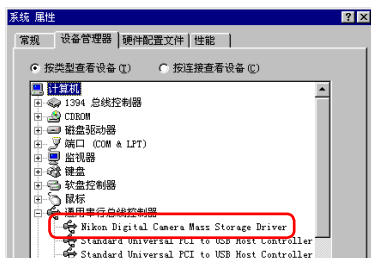 系统 属性
常规 设备管理器 硬件配置文件 性能
按类型查看设备(T) 按连接查看设备(C)
计算机
1394 总线控制器
CDROM
磁盘驱动器
端口 (COM & LPT)
监视器
键盘
软盘控制器
鼠标
通用串行总线控制器
Nikon Digital Camera Mass Storage Driver
Standard Universal PCI to USB Host Controller
Standard Universal PCI to USB Host Controller